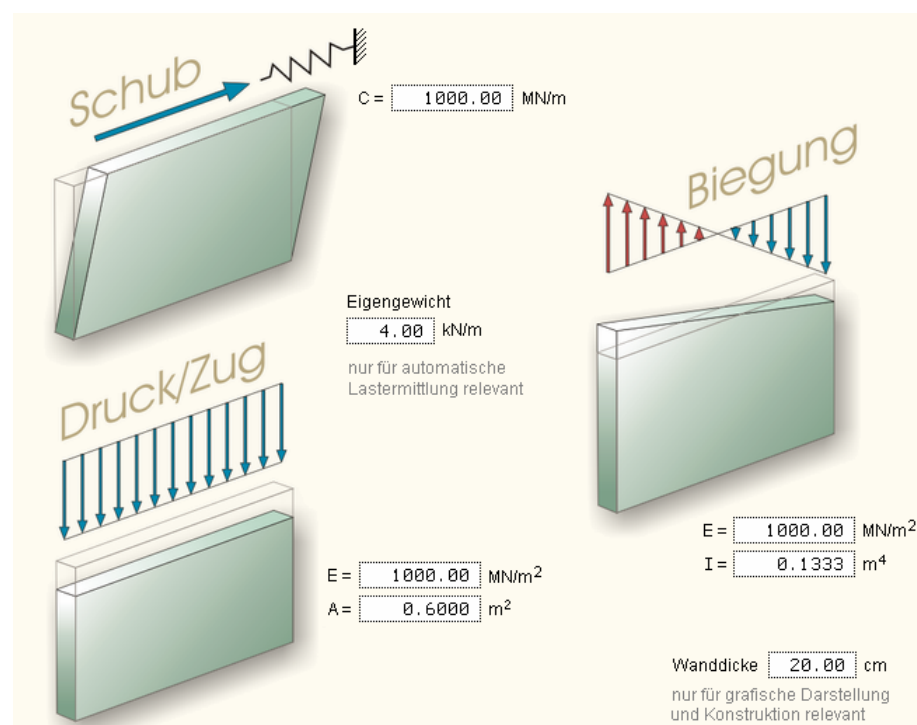 Schub
C = 1000.00 MN/m
Biegung
Eigengewicht
4.00 kN/m
nur für automatische
Lastermittlung relevant
Druck/Zug
E = 1000.00 MN/m²
A = 0.6000 m²
E = 1000.00 MN/m²
I = 0.1333 m⁴
Wanddicke 20.00 cm
nur für grafische Darstellung
und Konstruktion relevant